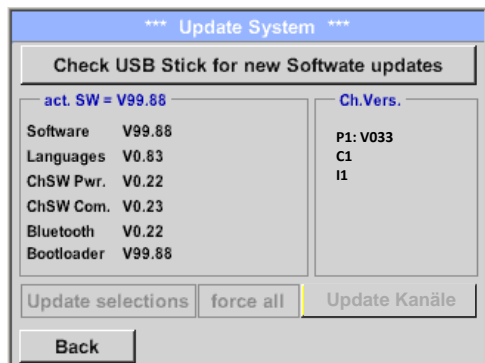 *** Update System ***
Check USB Stick for new Softwate updates
act. SW = V99.88
Software V99.88
Languages V0.83
ChSW Pwr. V0.22
ChSW Com. V0.23
Bluetooth V0.22
Bootloader V99.88
Ch.Vers.
P1: V033
C1
I1
Update selections force all Update Kanäle
Back